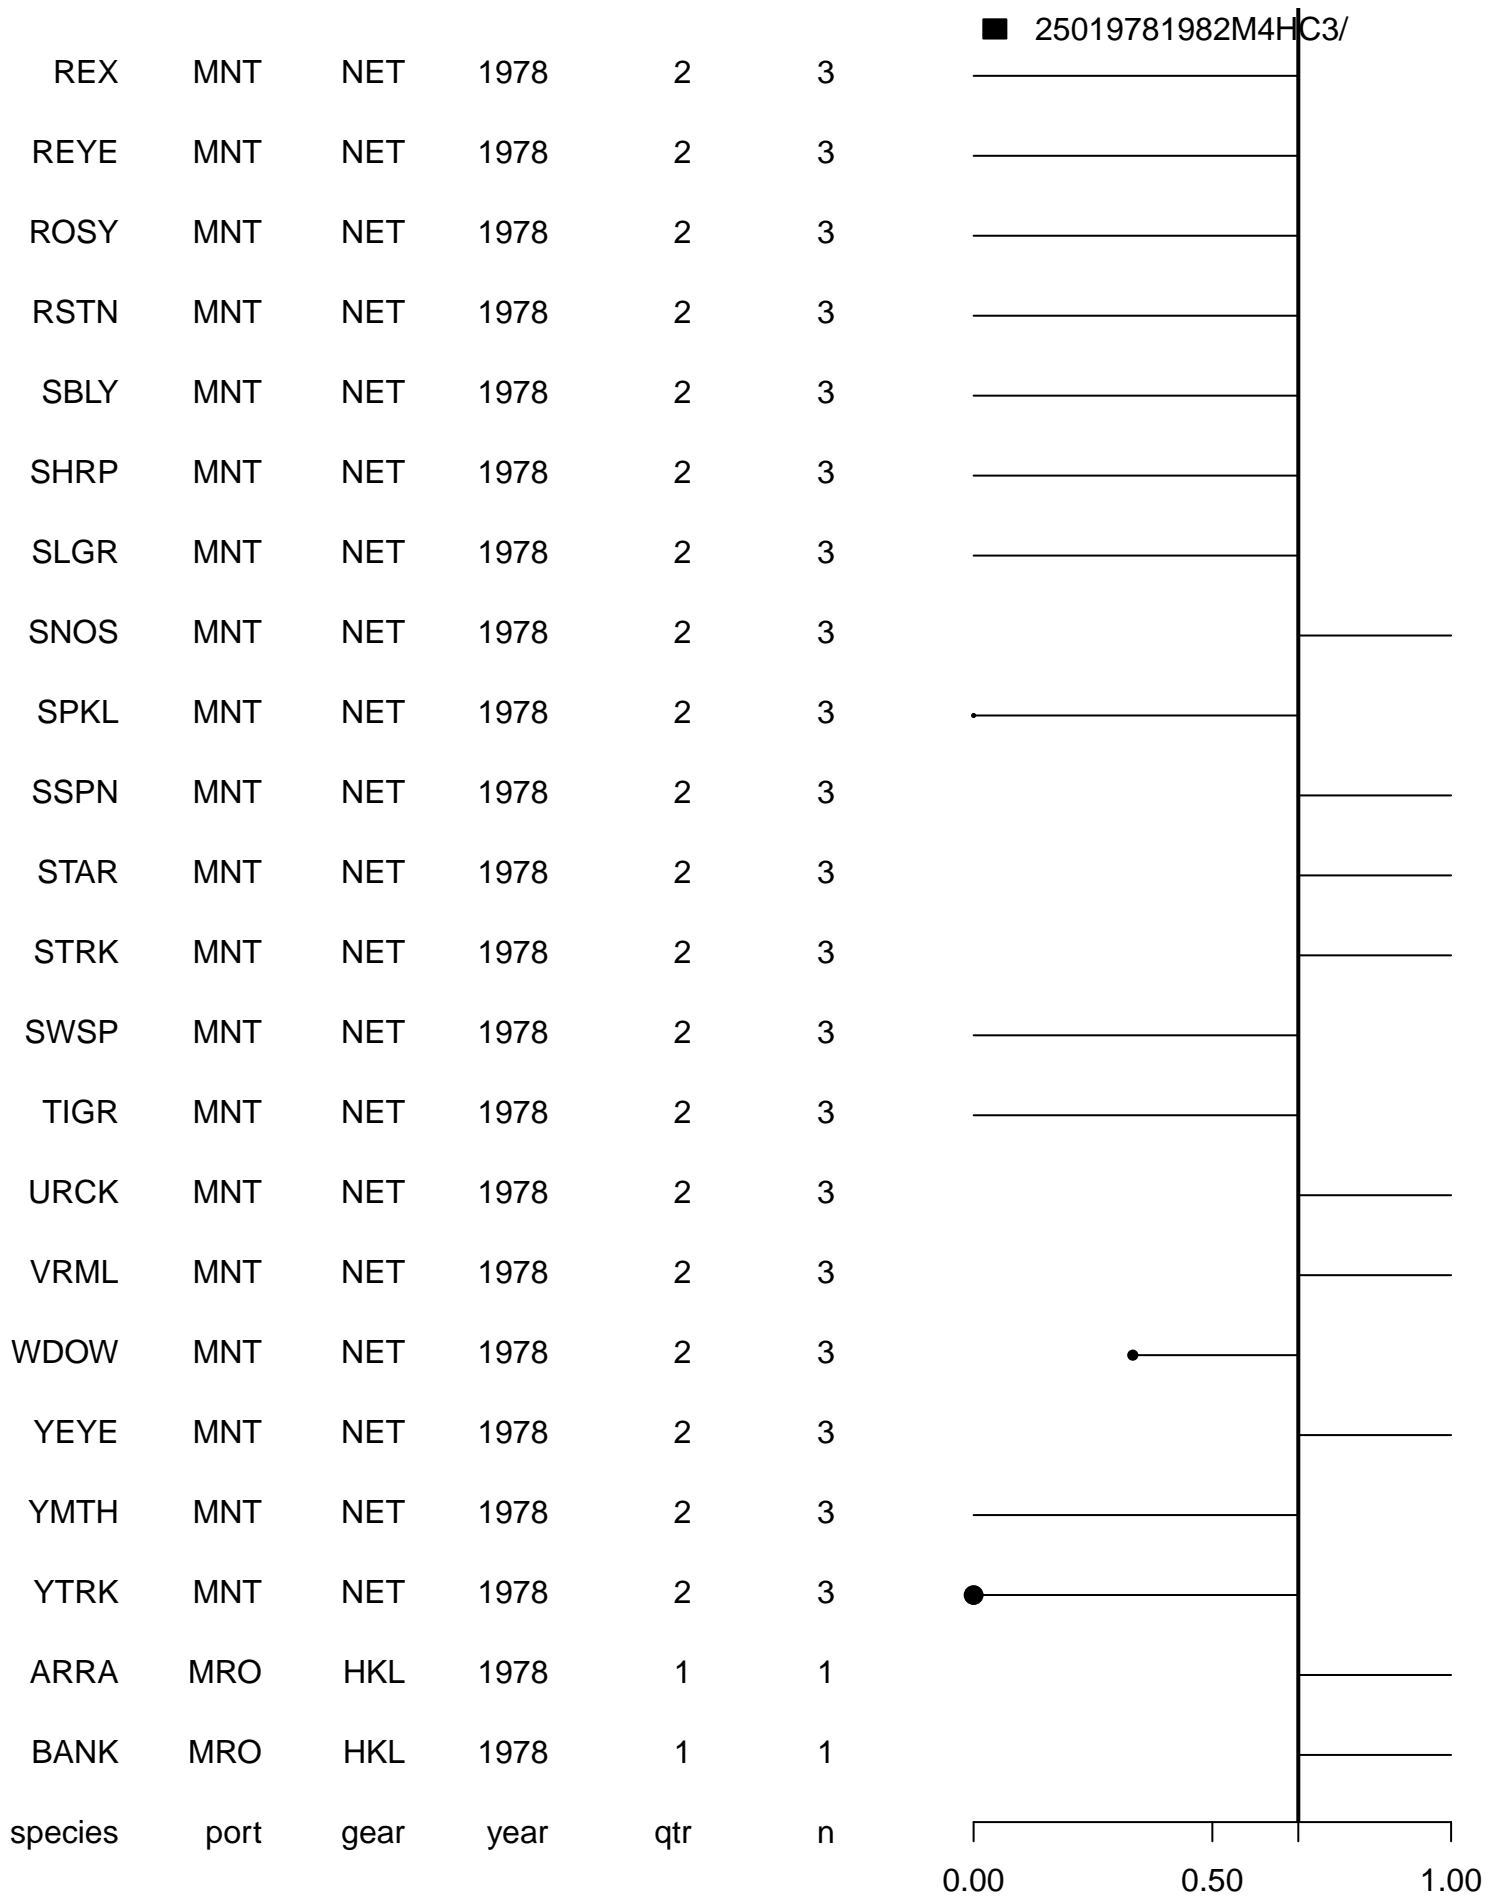 25019781982M4HC3/
REX MNT NET 1978 2 3
REYE MNT NET 1978 2 3
ROSY MNT NET 1978 2 3
RSTN MNT NET 1978 2 3
SBLY MNT NET 1978 2 3
SHRP MNT NET 1978 2 3
SLGR MNT NET 1978 2 3
SNOS MNT NET 1978 2 3
SPKL MNT NET 1978 2 3
SSPN MNT NET 1978 2 3
STAR MNT NET 1978 2 3
STRK MNT NET 1978 2 3
SWSP MNT NET 1978 2 3
TIGR MNT NET 1978 2 3
URCK MNT NET 1978 2 3
VRML MNT NET 1978 2 3
WDOW MNT NET 1978 2 3
YEYE MNT NET 1978 2 3
YMTH MNT NET 1978 2 3
YTRK MNT NET 1978 2 3
ARRA MRO HKL 1978 1 1
BANK MRO HKL 1978 1 1
species port gear year qtr n
0.00 0.50 1.00